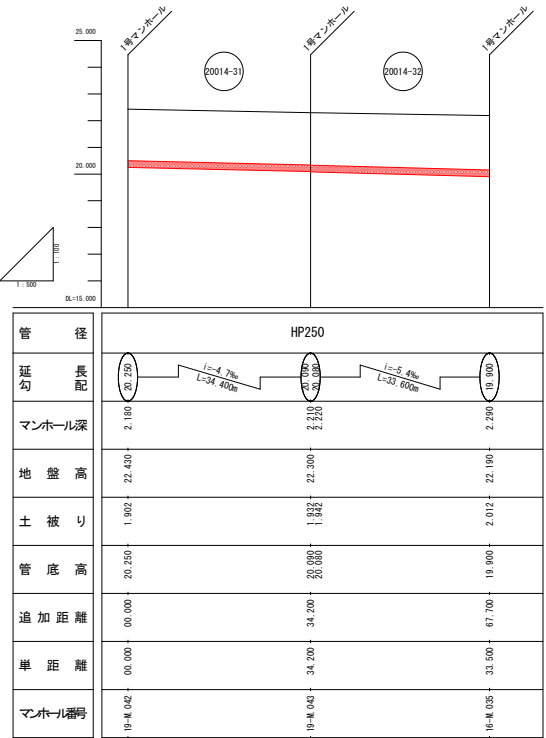 1号マンホール
1号マンホール
1号マンホール
25.000
20014-31
20014-32
20.000
1:100
1:500
DL=15.000
管 径
HP250
延 長
勾 配
20.250
i=-4.7‰
L=34.400m
20.090
20.080
i=-5.4‰
L=33.600m
19.900
マンホール深
2.180
2.210
2.220
2.290
地 盤 高
22.430
22.300
22.190
土 被 り
1.902
1.932
1.942
2.012
管 底 高
20.250
20.090
20.080
19.900
追 加 距 離
00.000
34.200
67.700
単 距 離
00.000
34.200
33.500
マンホール番号
19-M.042
19-M.043
16-M.035